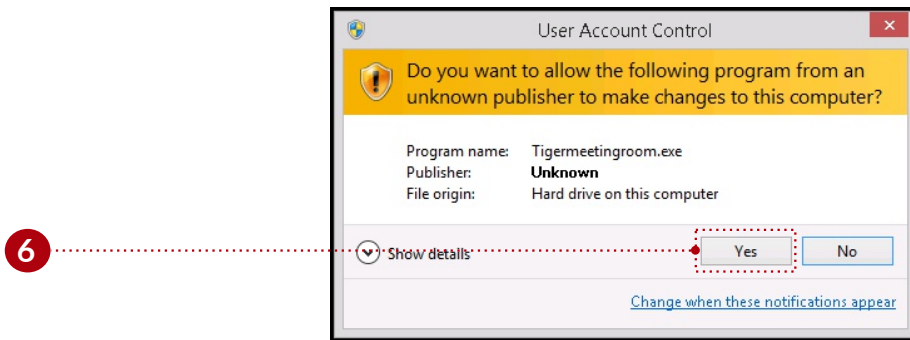 User Account Control
Do you want to allow the following program from an
unknown publisher to make changes to this computer?
Program name: Tigermeetingroom.exe
Publisher: Unknown
File origin: Hard drive on this computer
6
Show details Yes No
Change when these notifications appear